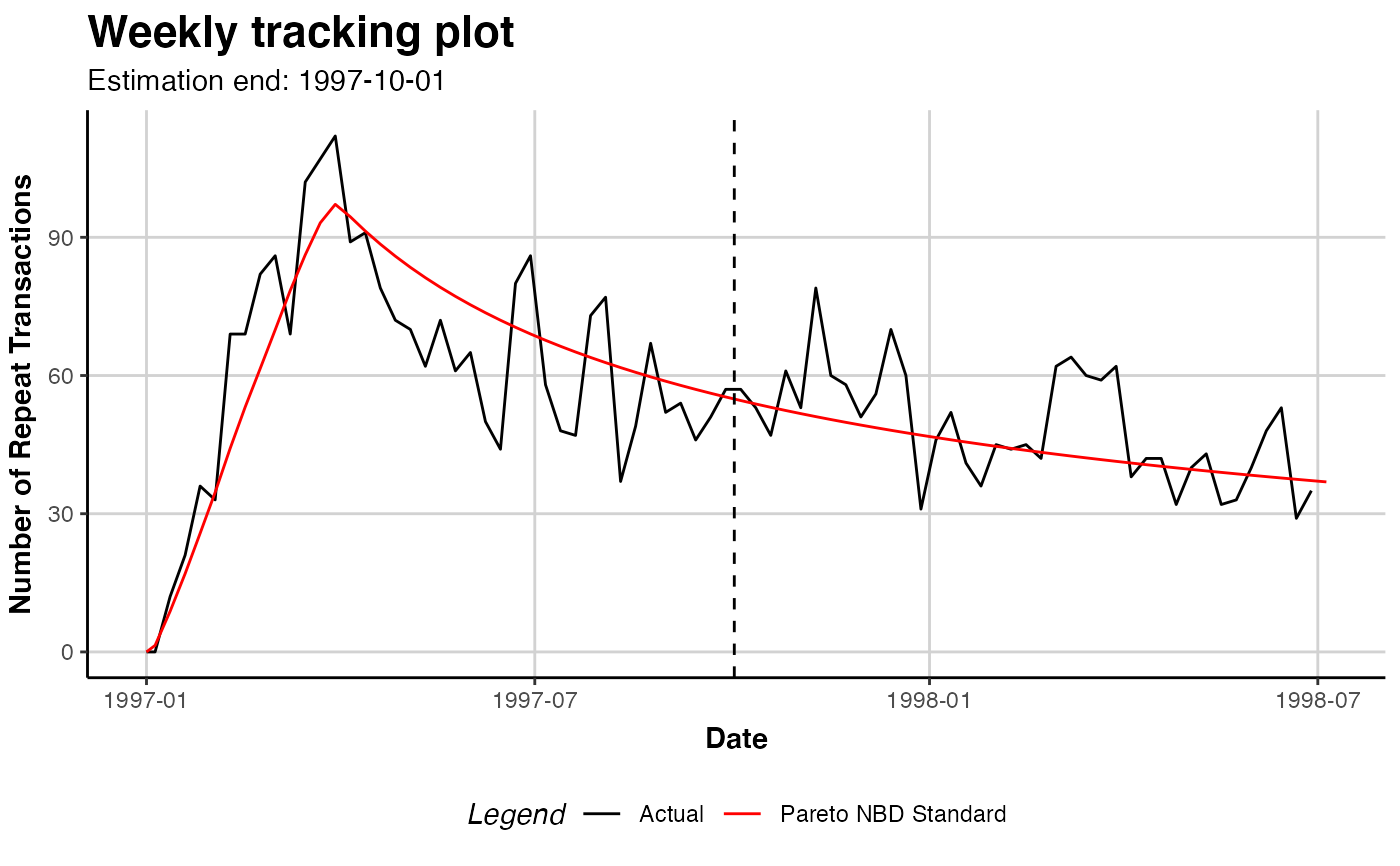 Weekly tracking plot
Estimation end: 1997-10-01
Number of Repeat Transactions
90
60
30
0
1997-01
1997-07
1998-01
1998-07
Date
Legend
Actual
Pareto NBD Standard